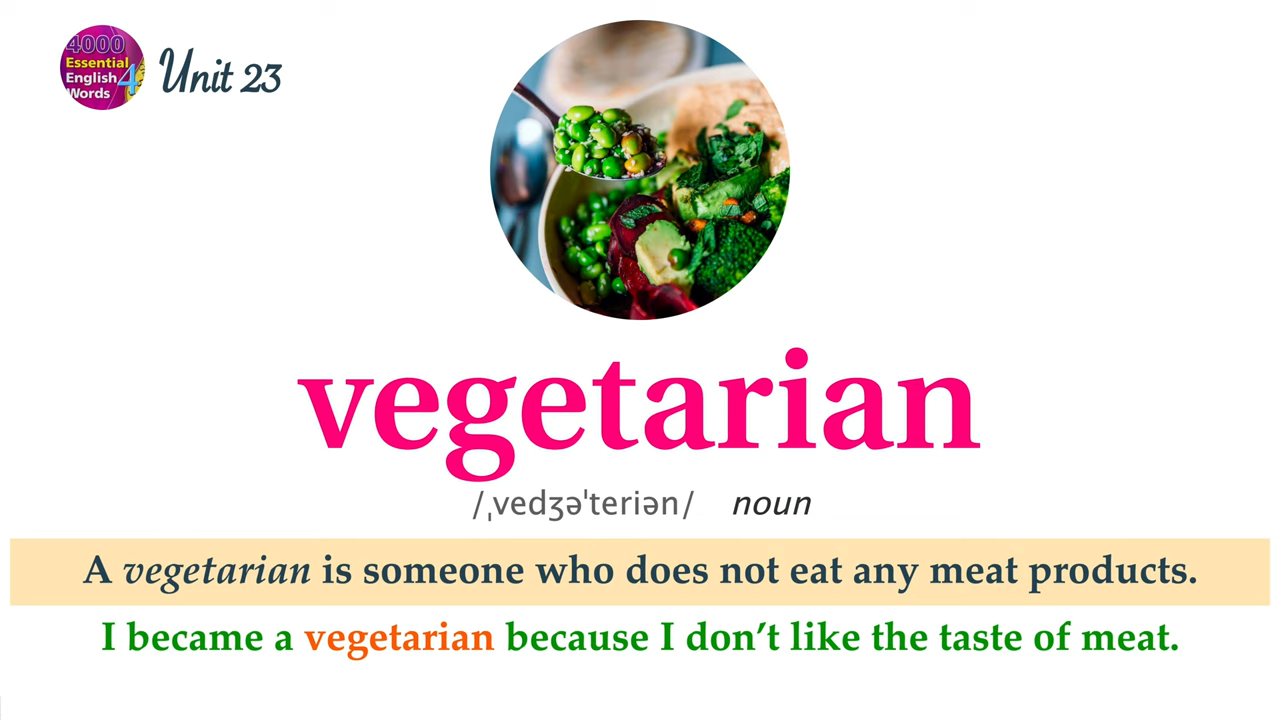 4000
Essential
English
Words 4
Unit 23
vegetarian
/ˌvedʒəˈteriən/ noun
A vegetarian is someone who does not eat any meat products.
I became a vegetarian because I don’t like the taste of meat.